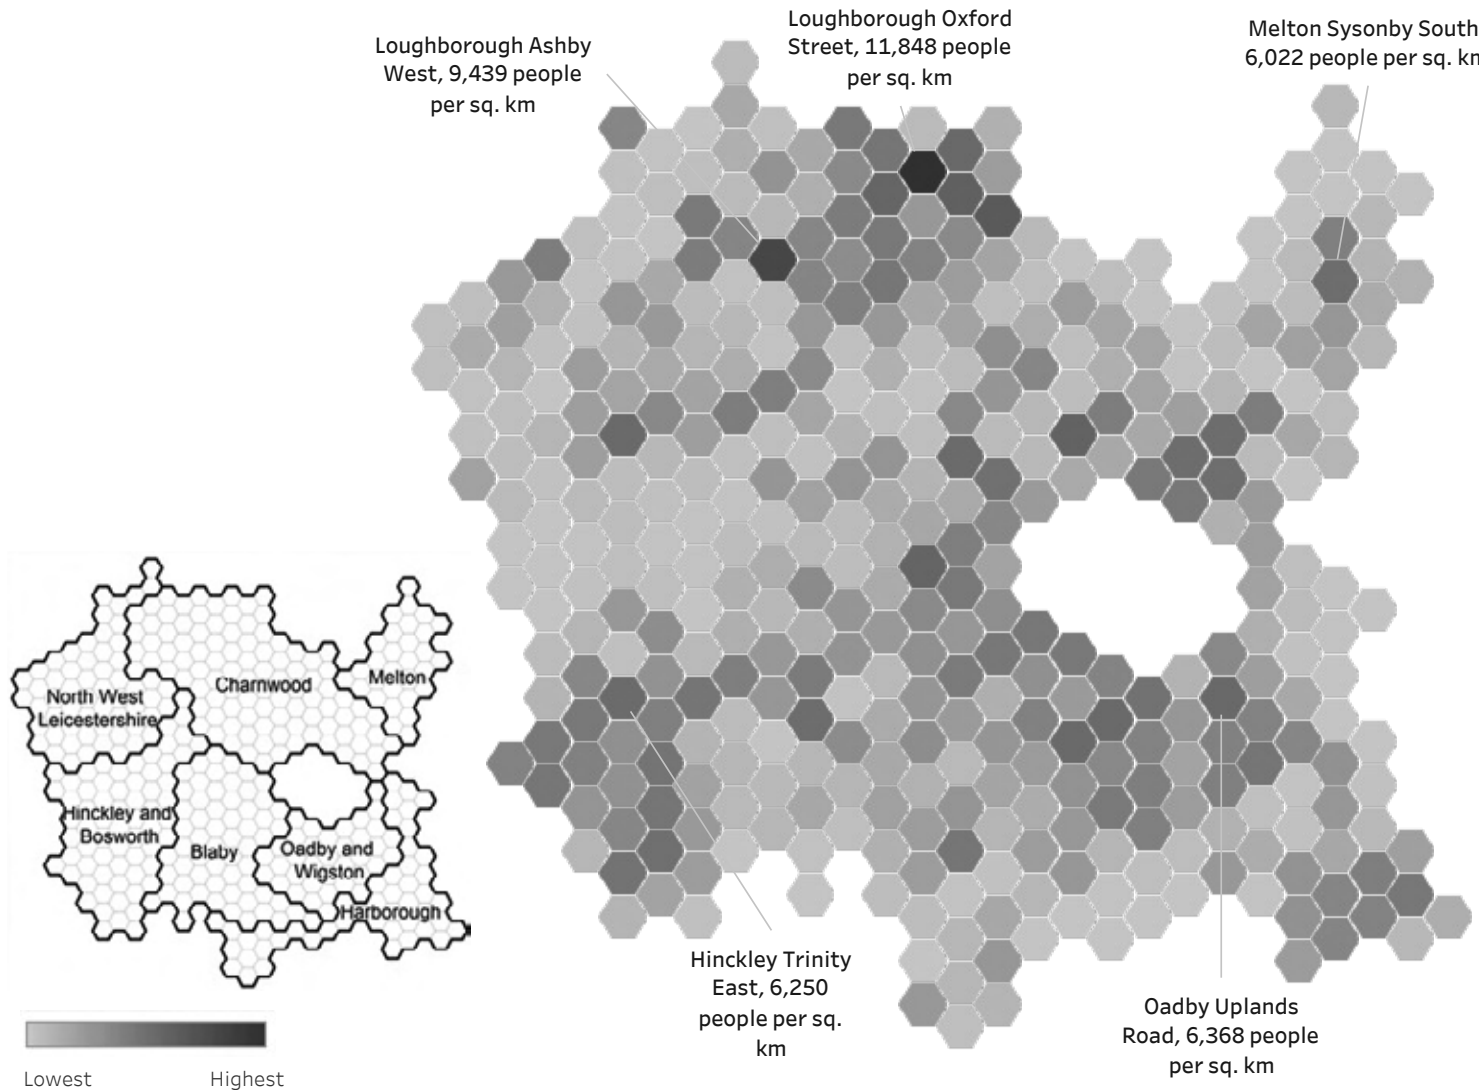 Loughborough Ashby
West, 9,439 people
per sq. km
Loughborough Oxford
Street, 11,848 people
per sq. km
Melton Sysonby South
6,022 people per sq. km
North West
Leicestershire
Charnwood
Melton
Hinckley and
Bosworth
Blaby
Oadby and
Wigston
Harborough
Hinckley Trinity
East, 6,250
people per sq.
km
Oadby Uplands
Road, 6,368 people
per sq. km
Lowest Highest